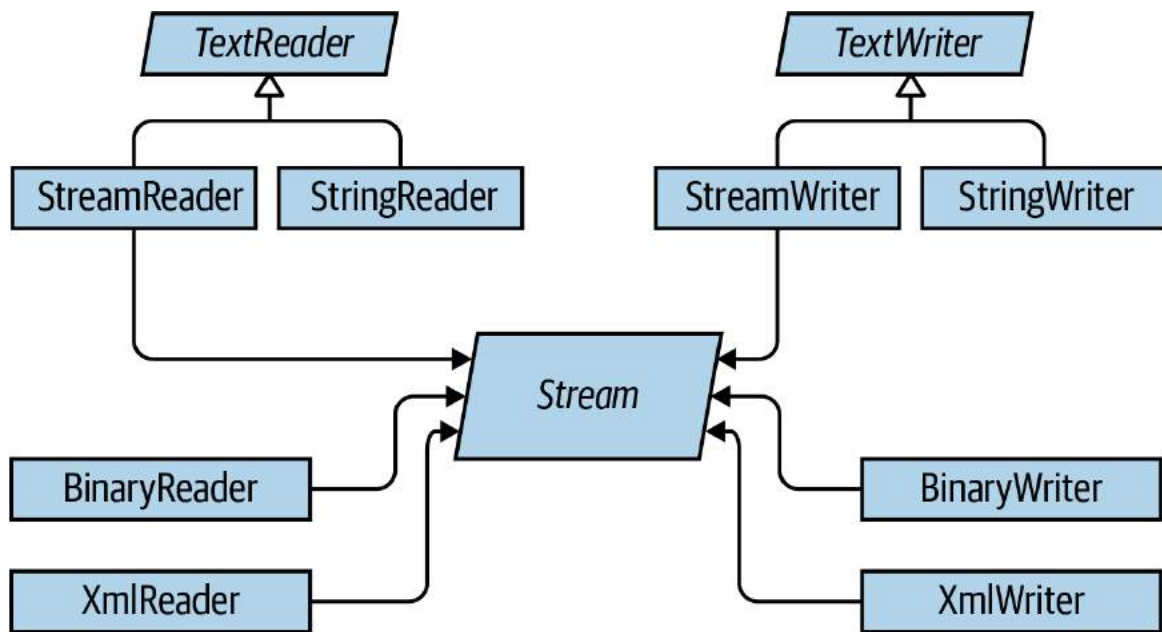 TextReader
TextWriter
StreamReader
StringReader
StreamWriter
StringWriter
Stream
BinaryReader
BinaryWriter
XmlReader
XmlWriter